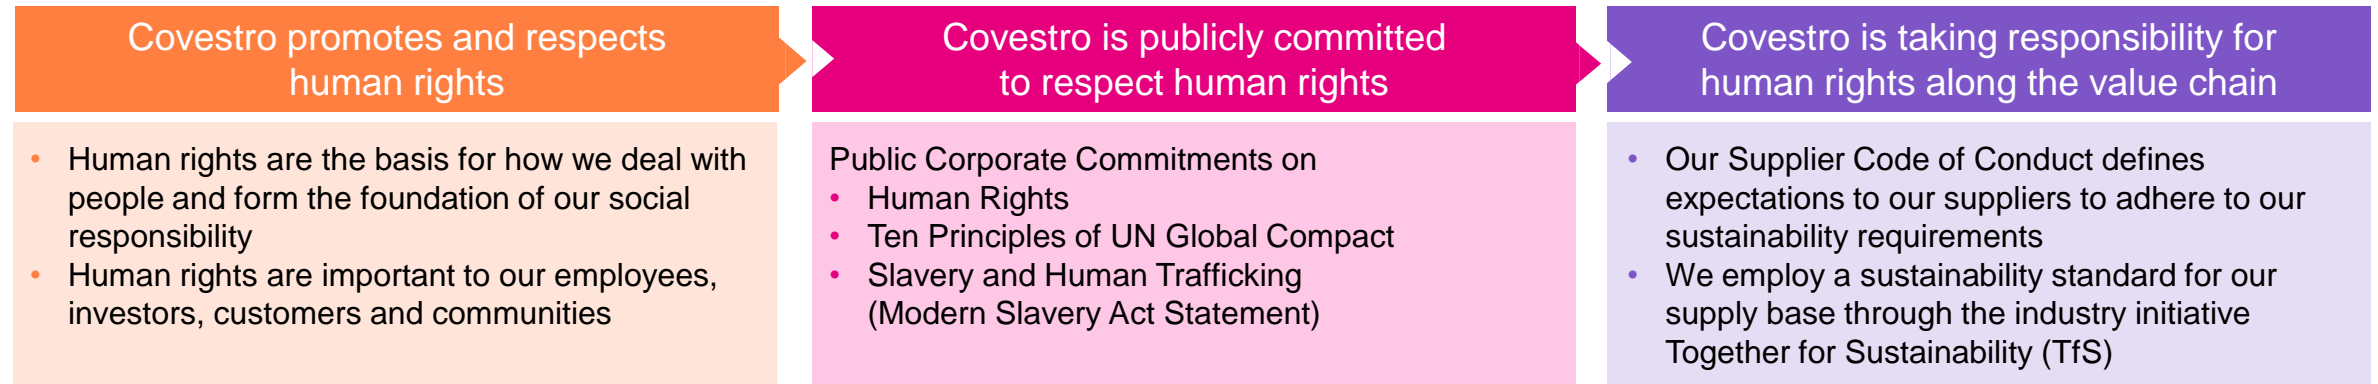 Covestro promotes and respects
human rights
• Human rights are the basis for how we deal with
people and form the foundation of our social
responsibility
• Human rights are important to our employees,
investors, customers and communities
Covestro is publicly committed
to respect human rights
Public Corporate Commitments on
• Human Rights
• Ten Principles of UN Global Compact
• Slavery and Human Trafficking
(Modern Slavery Act Statement)
Covestro is taking responsibility for
human rights along the value chain
• Our Supplier Code of Conduct defines
expectations to our suppliers to adhere to our
sustainability requirements
• We employ a sustainability standard for our
supply base through the industry initiative
Together for Sustainability (TfS)